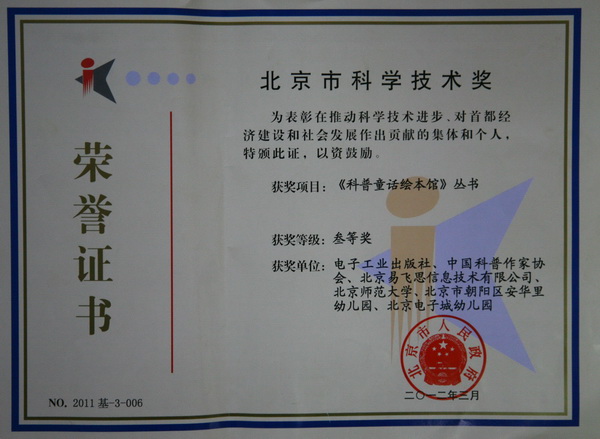 荣誉证书
北京市科学技术奖
为表彰在推动科学技术进步、对首都经
济建设和社会发展作出贡献的集体和个人，
特颁此证，以资鼓励。
获奖项目：《科普童话绘本馆》丛书
获奖等级：叁等奖
获奖单位：电子工业出版社、中国科普作家协
会、北京易飞思信息技术有限公司、
北京师范大学、北京市朝阳区安华里
幼儿园、北京电子城幼儿园
北京市人民政府
二〇一二年三月
NO. 2011 基-3-006